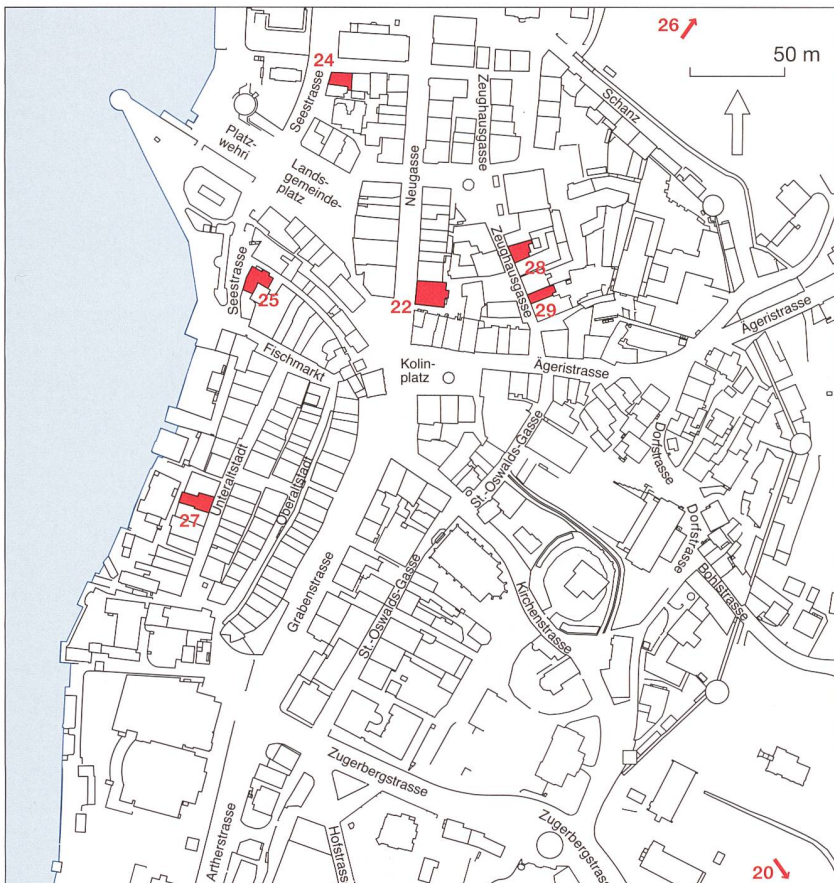 26
50 m
24
Seestrasse
Zeughausgasse
Schanz
Platz-
wehri
Lands-
gemeinde-
platz
Neugasse
Zeughausgasse
28
Seestrasse
25
22
29
Ägeristrasse
Fischmarkt
Kolin-
platz
Ägeristrasse
St.-Oswalds-Gasse
Dorfstrasse
Unteraltstadt
Oberaltstadt
27
Dorfstrasse
Bohlstrasse
Grabenstrasse
St.-Oswalds-Gasse
Kirchenstrasse
Zugerbergstrasse
Artherstrasse
Hofstrass
Zugerbergstraß
20